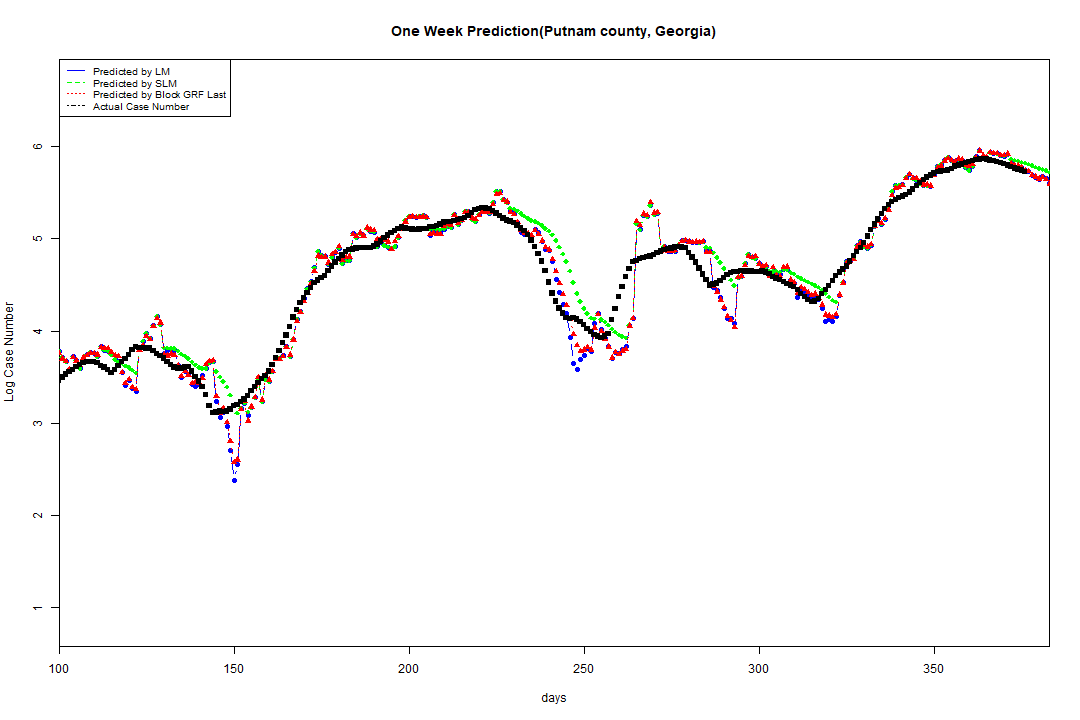 One Week Prediction(Putnam county, Georgia)
Predicted by LM
Predicted by SLM
Predicted by Block GRF Last
Actual Case Number
Log Case Number
6
5
4
3
2
1
100 150 200 250 300 350
days